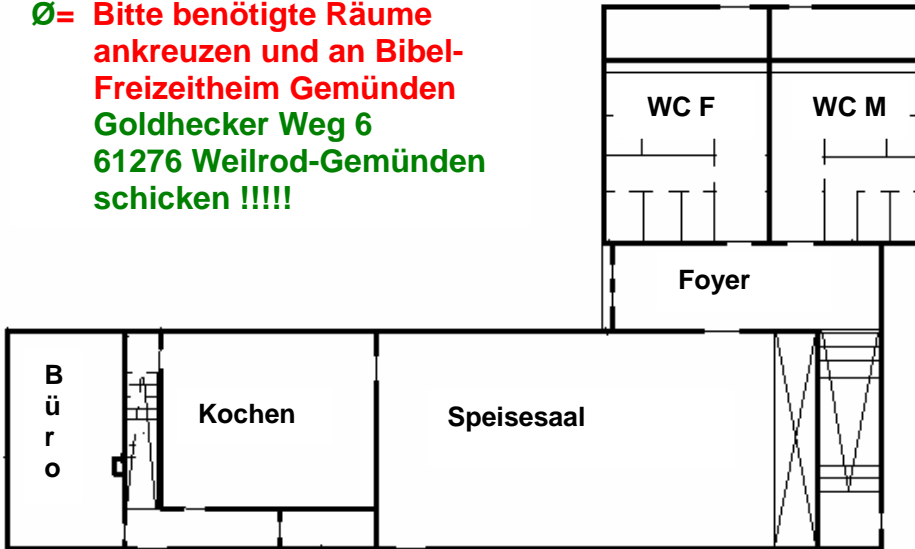 Ø= Bitte benötigte Räume
ankreuzen und an Bibel-
Freizeitheim Gemünden
Goldhecker Weg 6
61276 Weilrod-Gemünden
schicken !!!!!
WC F
WC M
Foyer
B
ü
r
o
Kochen
Speisesaal